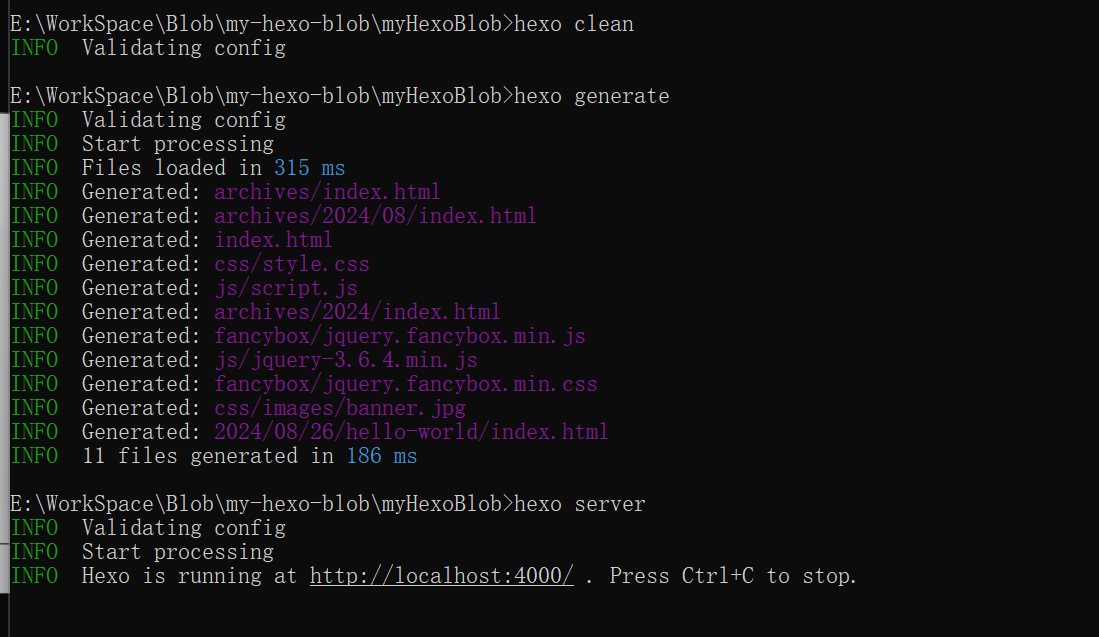 E:\WorkSpace\Blob\my-hexo-blob\myHexoBlob>hexo clean
INFO  Validating config
E:\WorkSpace\Blob\my-hexo-blob\myHexoBlob>hexo generate
INFO  Validating config
INFO  Start processing
INFO  Files loaded in 315 ms
INFO  Generated: archives/index.html
INFO  Generated: archives/2024/08/index.html
INFO  Generated: index.html
INFO  Generated: css/style.css
INFO  Generated: js/script.js
INFO  Generated: archives/2024/index.html
INFO  Generated: fancybox/jquery.fancybox.min.js
INFO  Generated: js/jquery-3.6.4.min.js
INFO  Generated: fancybox/jquery.fancybox.min.css
INFO  Generated: css/images/banner.jpg
INFO  Generated: 2024/08/26/hello-world/index.html
INFO  11 files generated in 186 ms
E:\WorkSpace\Blob\my-hexo-blob\myHexoBlob>hexo server
INFO  Validating config
INFO  Start processing
INFO  Hexo is running at http://localhost:4000/ . Press Ctrl+C to stop.